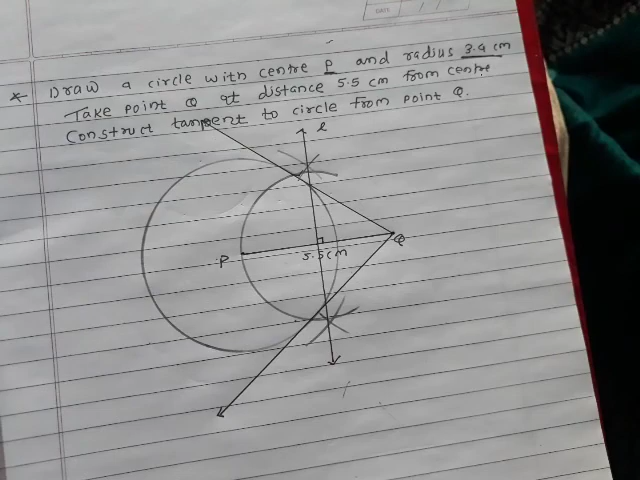 * Draw a circle with centre P and radius 3.4 cm
Take point Q at distance 5.5 cm from centre
Construct tangent to circle from point Q.
l
P
5.5cm
Q